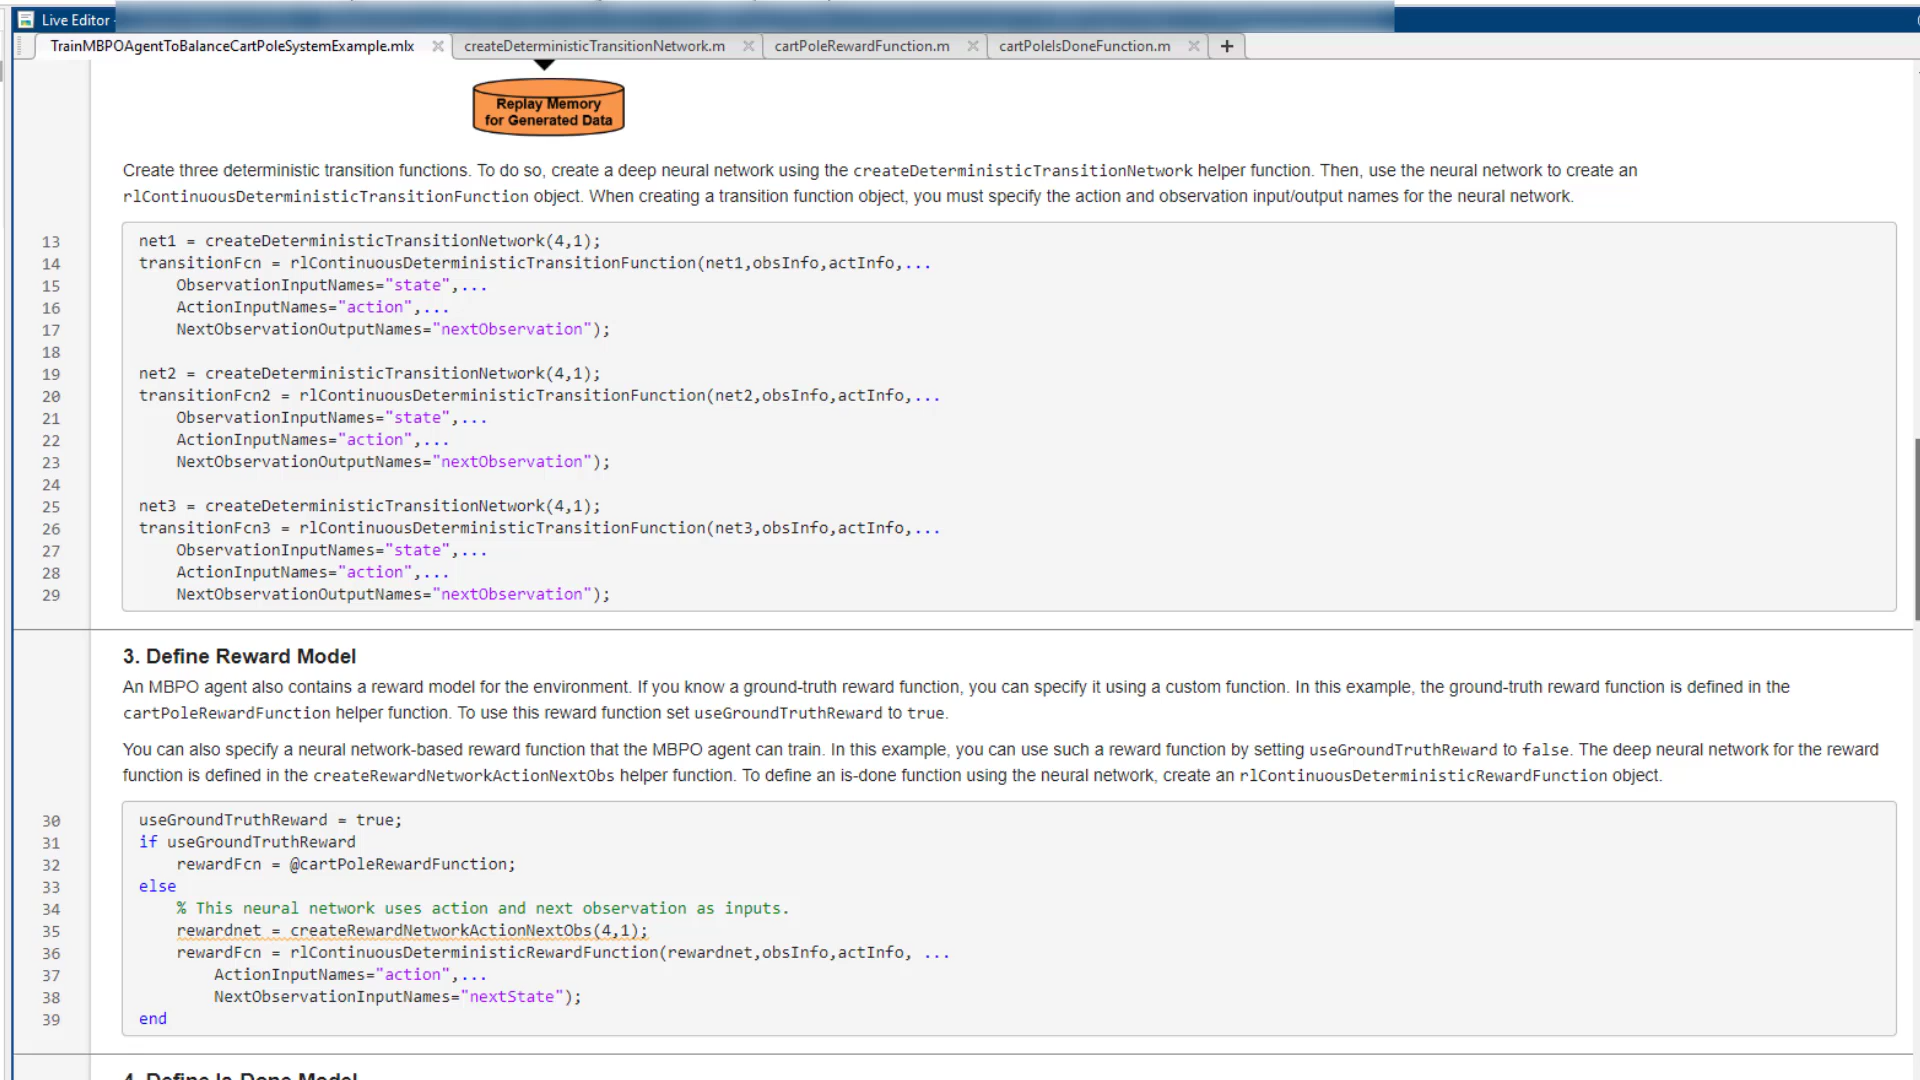 Live Editor -
TrainMBPOAgentToBalanceCartPoleSystemExample.mlx
createDeterministicTransitionNetwork.m
cartPoleRewardFunction.m
cartPoleIsDoneFunction.m
Replay Memory
for Generated Data
Create three deterministic transition functions. To do so, create a deep neural network using the createDeterministicTransitionNetwork helper function. Then, use the neural network to create an
rlContinuousDeterministicTransitionFunction object. When creating a transition function object, you must specify the action and observation input/output names for the neural network.
13 net1 = createDeterministicTransitionNetwork(4,1);
14 transitionFcn = rlContinuousDeterministicTransitionFunction(net1,obsInfo,actInfo,...
15 ObservationInputNames="state",...
16 ActionInputNames="action",...
17 NextObservationOutputNames="nextObservation");
18
19 net2 = createDeterministicTransitionNetwork(4,1);
20 transitionFcn2 = rlContinuousDeterministicTransitionFunction(net2,obsInfo,actInfo,...
21 ObservationInputNames="state",...
22 ActionInputNames="action",...
23 NextObservationOutputNames="nextObservation");
24
25 net3 = createDeterministicTransitionNetwork(4,1);
26 transitionFcn3 = rlContinuousDeterministicTransitionFunction(net3,obsInfo,actInfo,...
27 ObservationInputNames="state",...
28 ActionInputNames="action",...
29 NextObservationOutputNames="nextObservation");
3. Define Reward Model
An MBPO agent also contains a reward model for the environment. If you know a ground-truth reward function, you can specify it using a custom function. In this example, the ground-truth reward function is defined in the
cartPoleRewardFunction helper function. To use this reward function set useGroundTruthReward to true.
You can also specify a neural network-based reward function that the MBPO agent can train. In this example, you can use such a reward function by setting useGroundTruthReward to false. The deep neural network for the reward
function is defined in the createRewardNetworkActionNextObs helper function. To define an is-done function using the neural network, create an rlContinuousDeterministicRewardFunction object.
30 useGroundTruthReward = true;
31 if useGroundTruthReward
32 rewardFcn = @cartPoleRewardFunction;
33 else
34 % This neural network uses action and next observation as inputs.
35 rewardnet = createRewardNetworkActionNextObs(4,1);
36 rewardFcn = rlContinuousDeterministicRewardFunction(rewardnet,obsInfo,actInfo, ...
37 ActionInputNames="action",...
38 NextObservationInputNames="nextState");
39 end
4. Define Is-Done Model